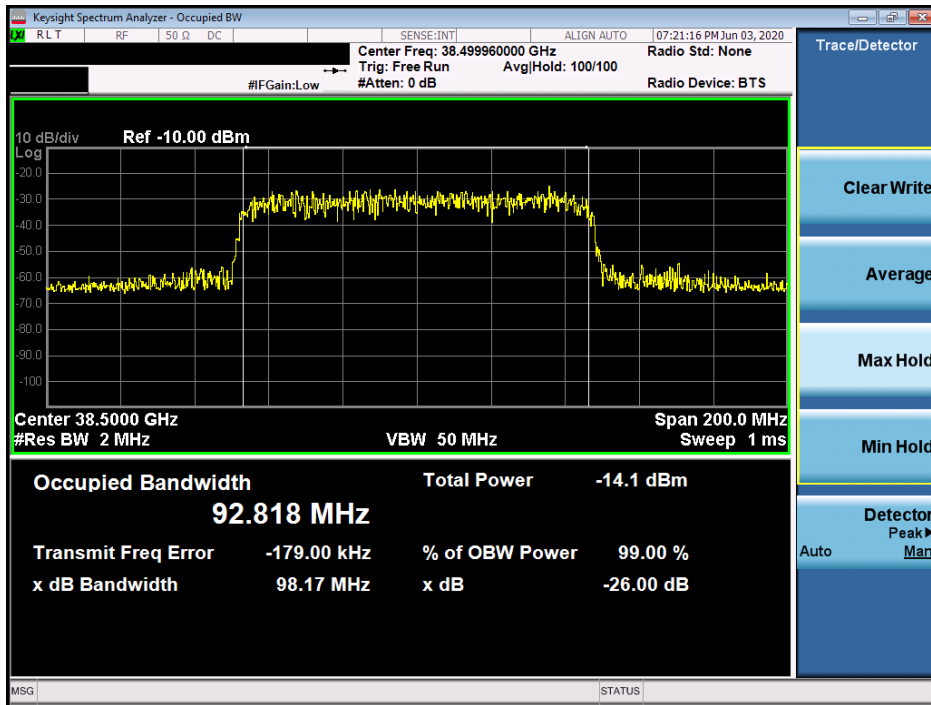 Keysight Spectrum Analyzer - Occupied BW
LXI RLT RF 50 Ω DC SENSE:INT ALIGN AUTO 07:21:16 PM Jun 03, 2020
Center Freq: 38.499960000 GHz Radio Std: None
Trig: Free Run Avg|Hold: 100/100
#IFGain:Low #Atten: 0 dB Radio Device: BTS
10 dB/div Ref -10.00 dBm
Log
-20.0
-30.0
-40.0
-50.0
-60.0
-70.0
-80.0
-90.0
-100
Center 38.5000 GHz Span 200.0 MHz
#Res BW 2 MHz VBW 50 MHz Sweep 1 ms
Occupied Bandwidth Total Power -14.1 dBm
92.818 MHz
Transmit Freq Error -179.00 kHz % of OBW Power 99.00 %
x dB Bandwidth 98.17 MHz x dB -26.00 dB
MSG STATUS
Trace/Detector
Clear Write
Average
Max Hold
Min Hold
Detector
Peak▶
Auto Man